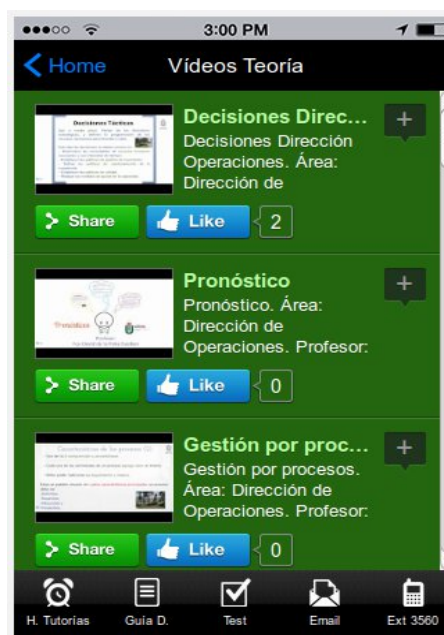 3:00 PM
Home
Vídeos Teoría
Decisiones Tácticas
Decisiones Direc...
Decisiones Dirección
Operaciones. Área:
Dirección de
Share
Like
2
Pronóstico
Pronóstico. Área:
Dirección de
Operaciones. Profesor:
Share
Like
0
Gestión por proc...
Gestión por procesos.
Área: Dirección de
Operaciones. Profesor:
Share
Like
0
H. Tutorías
Guía D.
Test
Email
Ext 3560